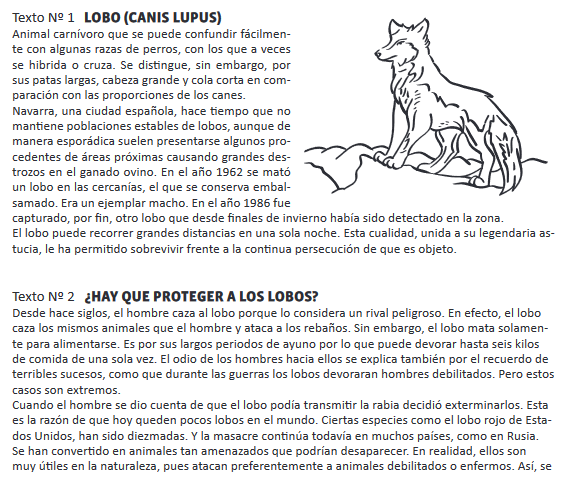 Texto Nº 1 LOBO (CANIS LUPUS)
Animal carnívoro que se puede confundir fácilmen-
te con algunas razas de perros, con los que a veces
se hibrida o cruza. Se distingue, sin embargo, por
sus patas largas, cabeza grande y cola corta en com-
paración con las proporciones de los canes.
Navarra, una ciudad española, hace tiempo que no
mantiene poblaciones estables de lobos, aunque de
manera esporádica suelen presentarse algunos pro-
cedentes de áreas próximas causando grandes des-
trozos en el ganado ovino. En el año 1962 se mató
un lobo en las cercanías, el que se conserva embal-
samado. Era un ejemplar macho. En el año 1986 fue
capturado, por fin, otro lobo que desde finales de invierno había sido detectado en la zona.
El lobo puede recorrer grandes distancias en una sola noche. Esta cualidad, unida a su legendaria as-
tucia, le ha permitido sobrevivir frente a la continua persecución de que es objeto.
Texto Nº 2 ¿HAY QUE PROTEGER A LOS LOBOS?
Desde hace siglos, el hombre caza al lobo porque lo considera un rival peligroso. En efecto, el lobo
caza los mismos animales que el hombre y ataca a los rebaños. Sin embargo, el lobo mata solamen-
te para alimentarse. Es por sus largos periodos de ayuno por lo que puede devorar hasta seis kilos
de comida de una sola vez. El odio de los hombres hacia ellos se explica también por el recuerdo de
terribles sucesos, como que durante las guerras los lobos devoraran hombres debilitados. Pero estos
casos son extremos.
Cuando el hombre se dio cuenta de que el lobo podía transmitir la rabia decidió exterminarlos. Esta
es la razón de que hoy queden pocos lobos en el mundo. Ciertas especies como el lobo rojo de Esta-
dos Unidos, han sido diezmadas. Y la masacre continúa todavía en muchos países, como en Rusia.
Se han convertido en animales tan amenazados que podrían desaparecer. En realidad, ellos son
muy útiles en la naturaleza, pues atacan preferentemente a animales debilitados o enfermos. Así, se